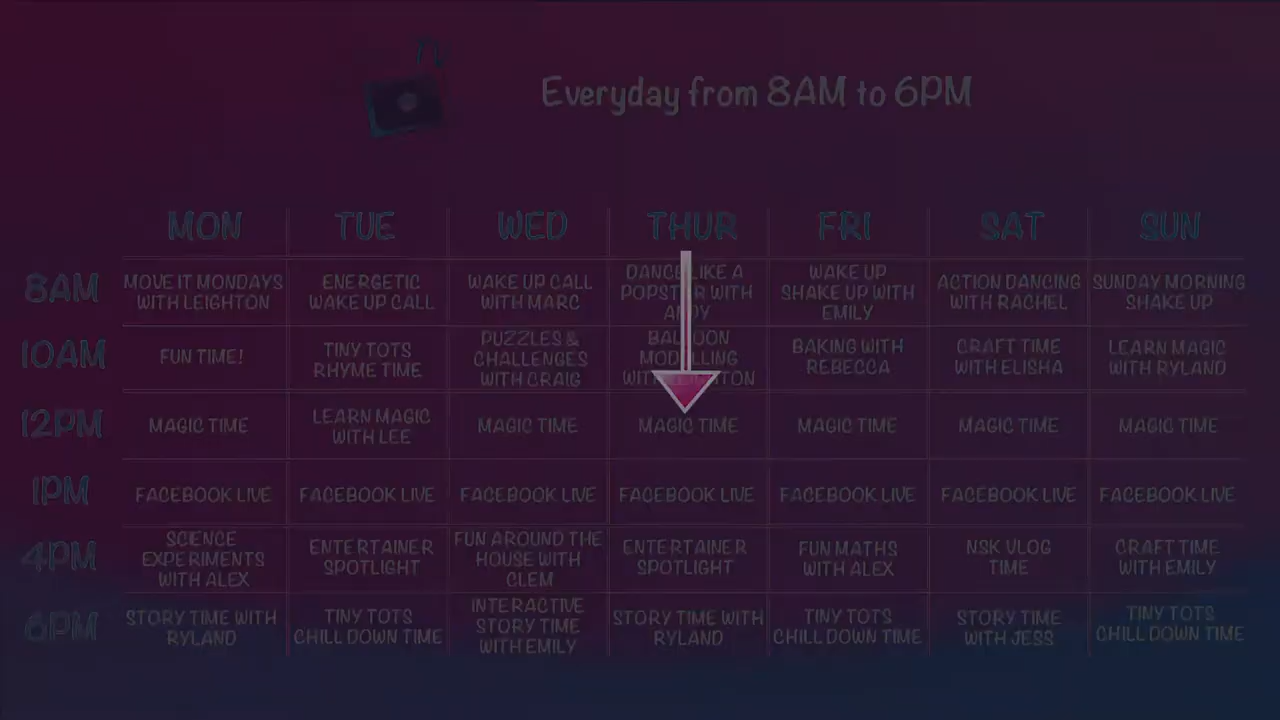 Everyday from 8AM to 6PM
MON TUE WED THUR FRI SAT SUN
8AM
MOVE IT MONDAYS
WITH LEIGHTON
ENERGETIC
WAKE UP CALL
WAKE UP CALL
WITH MARC
DANCE LIKE A
POPSTAR WITH
ANDY
WAKE UP
SHAKE UP WITH
EMILY
ACTION DANCING
WITH RACHEL
SUNDAY MORNING
SHAKE UP
10AM
FUN TIME!
TINY TOTS
RHYME TIME
PUZZLES &
CHALLENGES
WITH CRAIG
BALLOON
MODELLING
WITH LEIGHTON
BAKING WITH
REBECCA
CRAFT TIME
WITH ELISHA
LEARN MAGIC
WITH RYLAND
12PM
MAGIC TIME
LEARN MAGIC
WITH LEE
MAGIC TIME
MAGIC TIME
MAGIC TIME
MAGIC TIME
MAGIC TIME
1PM
FACEBOOK LIVE
FACEBOOK LIVE
FACEBOOK LIVE
FACEBOOK LIVE
FACEBOOK LIVE
FACEBOOK LIVE
FACEBOOK LIVE
4PM
SCIENCE
EXPERIMENTS
WITH ALEX
ENTERTAINER
SPOTLIGHT
FUN AROUND THE
HOUSE WITH
CLEM
ENTERTAINER
SPOTLIGHT
FUN MATHS
WITH ALEX
NSK VLOG
TIME
CRAFT TIME
WITH EMILY
6PM
STORY TIME WITH
RYLAND
TINY TOTS
CHILL DOWN TIME
INTERACTIVE
STORY TIME
WITH EMILY
STORY TIME WITH
RYLAND
TINY TOTS
CHILL DOWN TIME
STORY TIME
WITH JESS
TINY TOTS
CHILL DOWN TIME